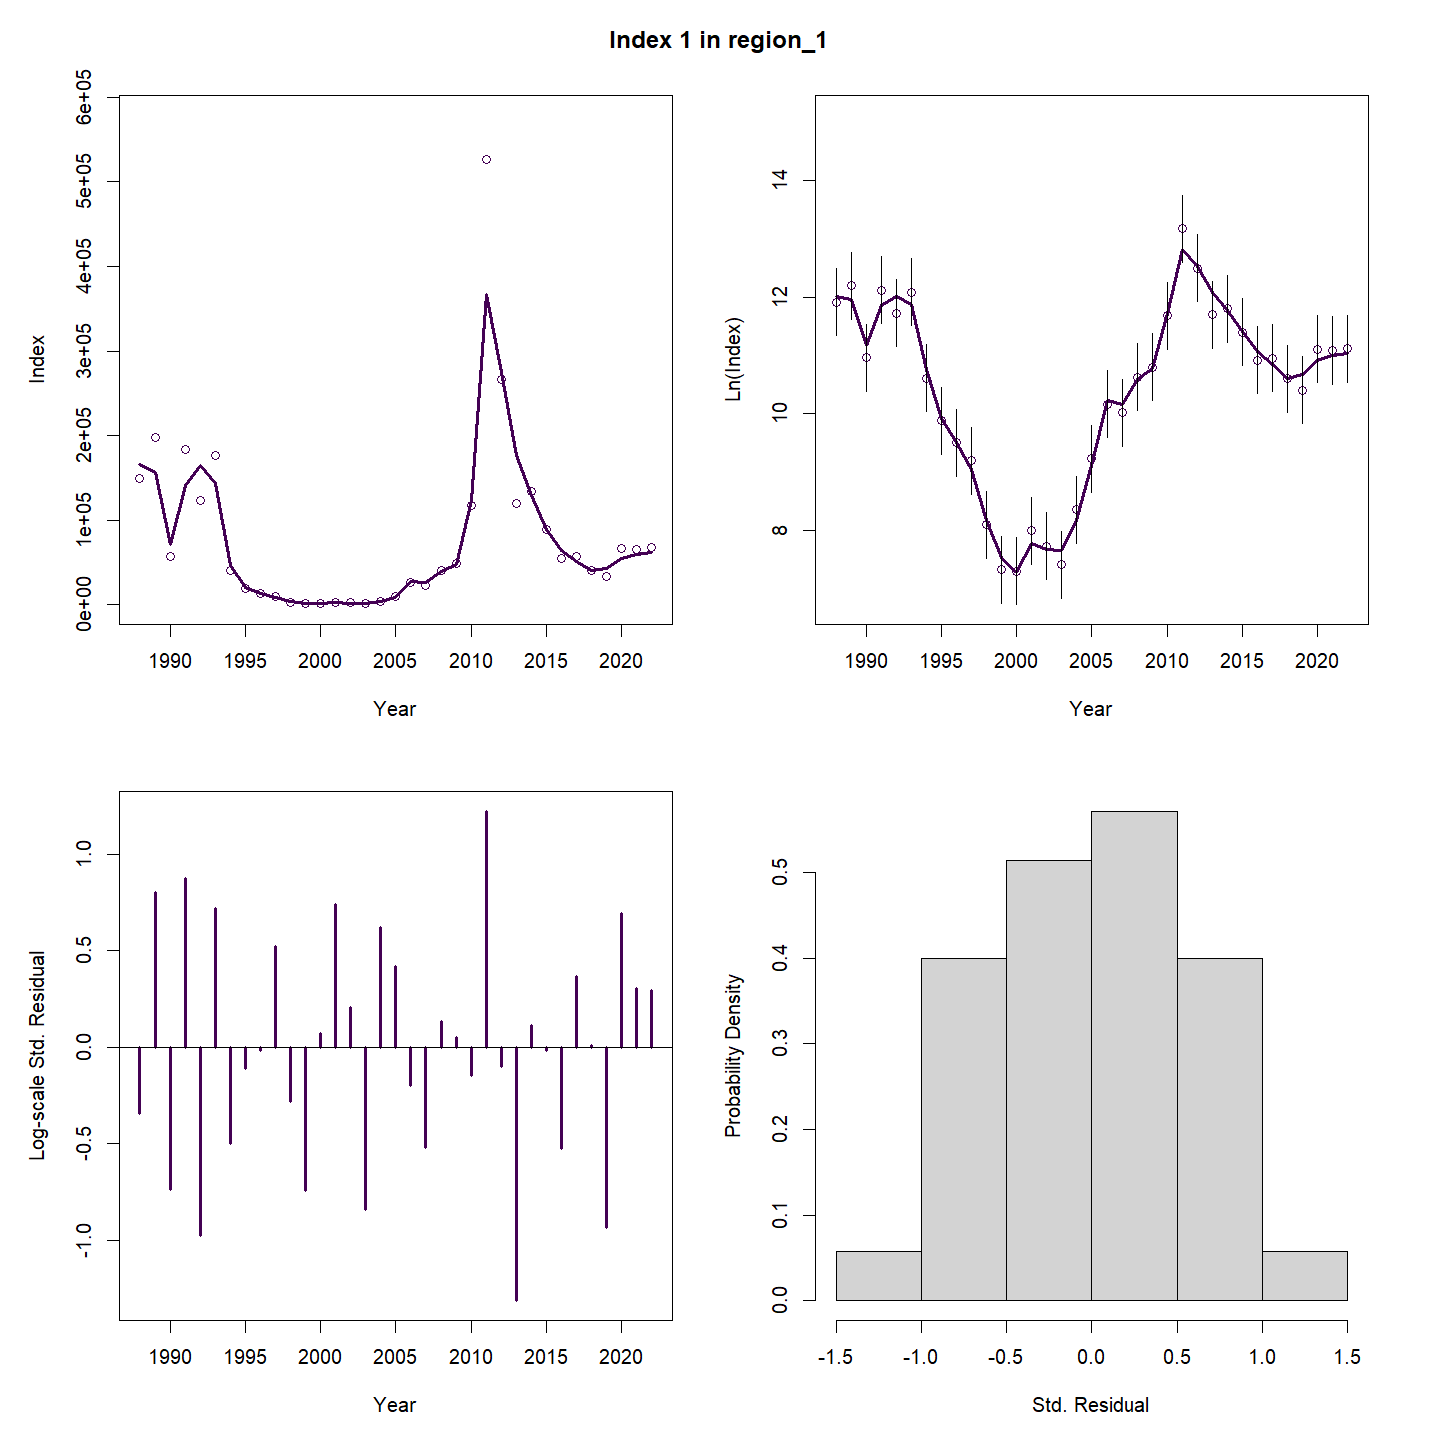 Index 1 in region_1
Index
0e+00 1e+05 2e+05 3e+05 4e+05 5e+05 6e+05
1990 1995 2000 2005 2010 2015 2020
Year
Ln(Index)
8 10 12 14
1990 1995 2000 2005 2010 2015 2020
Year
Log-scale Std. Residual
-1.0 -0.5 0.0 0.5 1.0
1990 1995 2000 2005 2010 2015 2020
Year
Probability Density
0.0 0.1 0.2 0.3 0.4 0.5
-1.5 -1.0 -0.5 0.0 0.5 1.0 1.5
Std. Residual